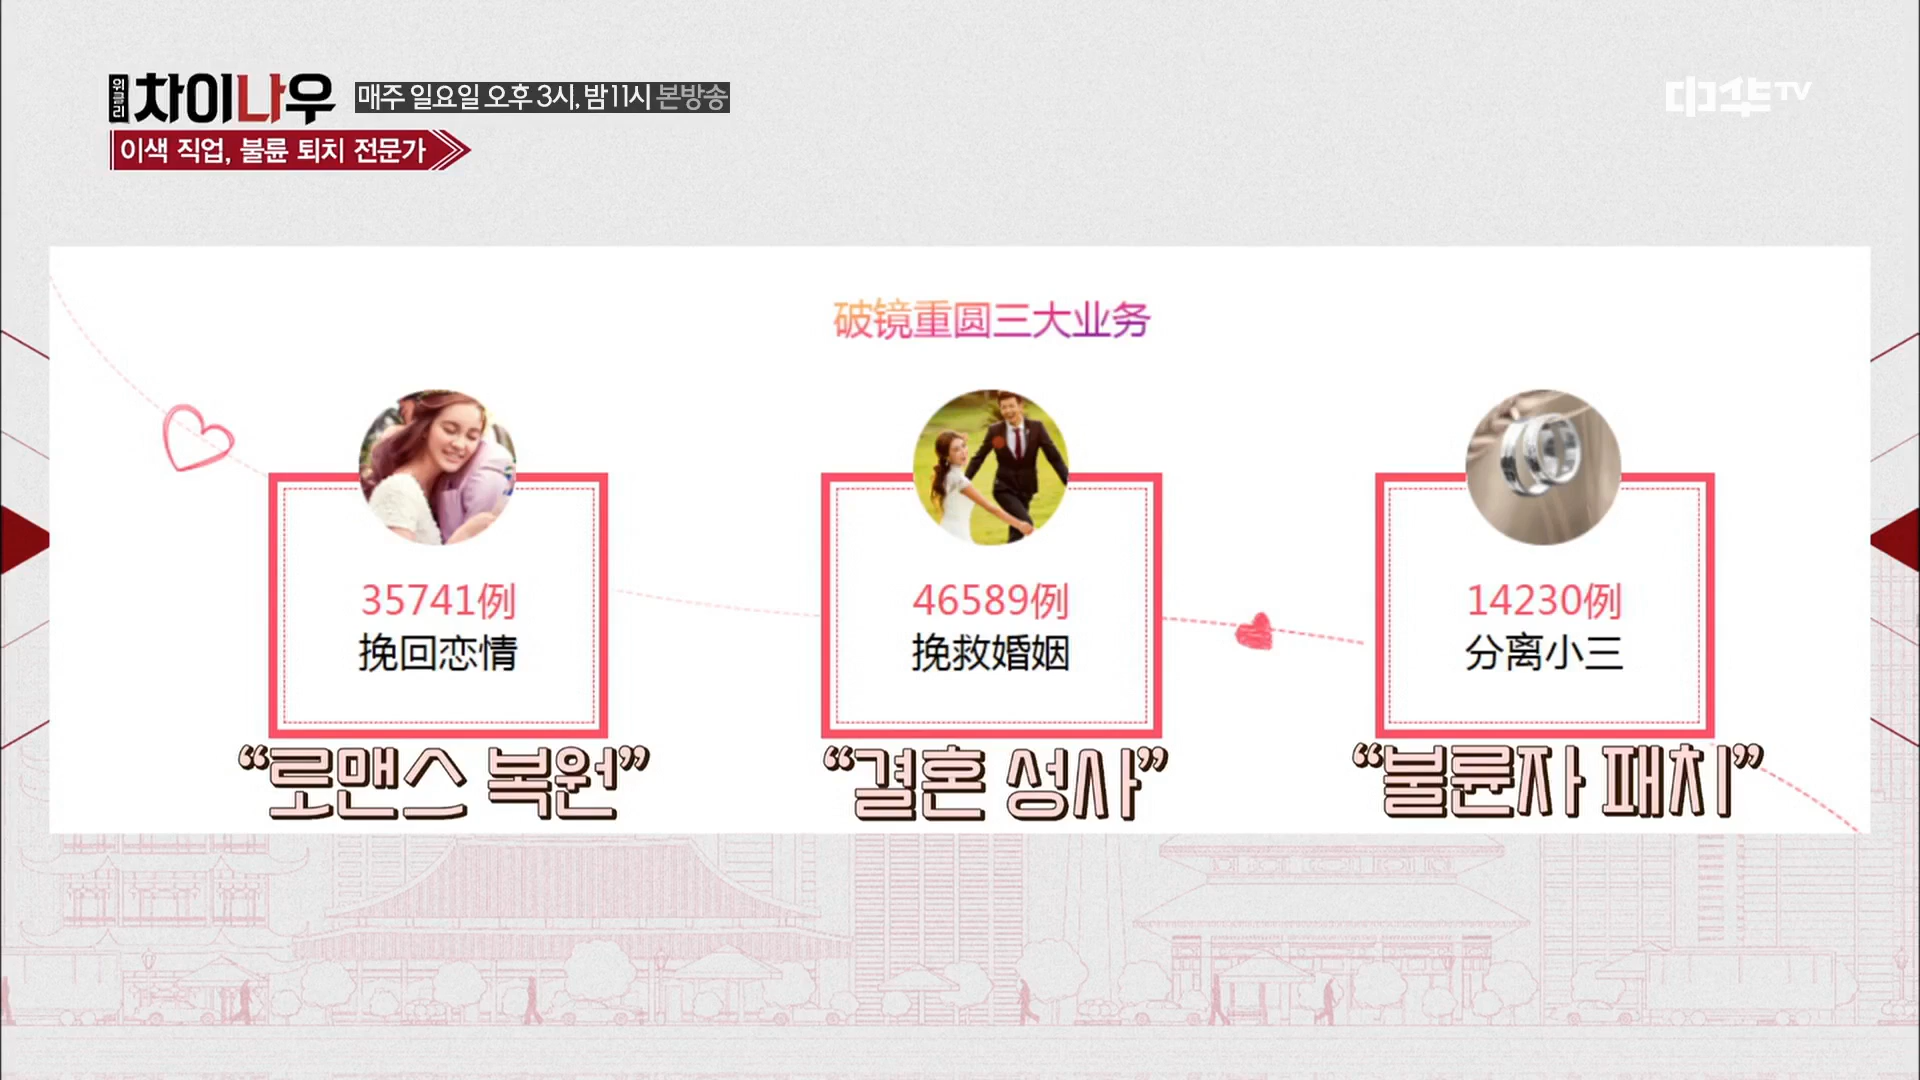 위클리 차이나우
매주 일요일 오후 3시, 밤 11시 본방송
中华TV
이색 직업, 불륜 퇴치 전문가
破镜重圆三大业务
35741例
挽回恋情
46589例
挽救婚姻
14230例
分离小三
“로맨스 복원”
“결혼 성사”
“불륜자 패치”